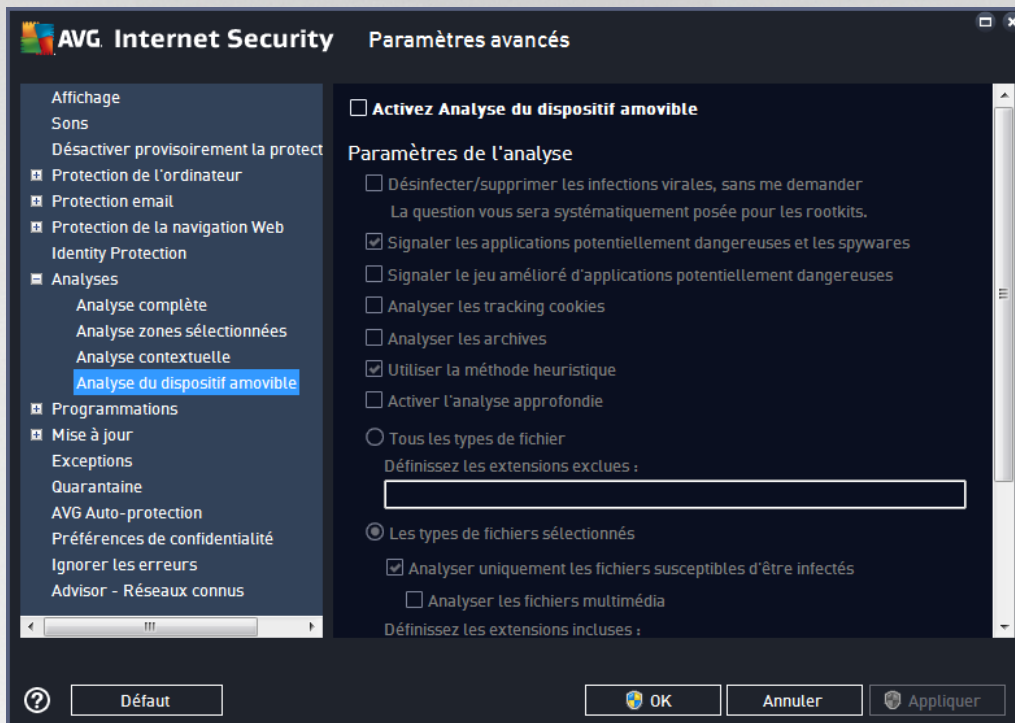 AVG. Internet Security Paramètres avancés
Affichage
Sons
Désactiver provisoirement la protect
Protection de l'ordinateur
Protection email
Protection de la navigation Web
Identity Protection
Analyses
Analyse complète
Analyse zones sélectionnées
Analyse contextuelle
Analyse du dispositif amovible
Programmations
Mise à jour
Exceptions
Quarantaine
AVG Auto-protection
Préférences de confidentialité
Ignorer les erreurs
Advisor - Réseaux connus
Activez Analyse du dispositif amovible
Paramètres de l'analyse
Désinfecter/supprimer les infections virales, sans me demander
La question vous sera systématiquement posée pour les rootkits.
Signaler les applications potentiellement dangereuses et les spywares
Signaler le jeu amélioré d'applications potentiellement dangereuses
Analyser les tracking cookies
Analyser les archives
Utiliser la méthode heuristique
Activer l'analyse approfondie
Tous les types de fichier
Définissez les extensions exclues :
Les types de fichiers sélectionnés
Analyser uniquement les fichiers susceptibles d'être infectés
Analyser les fichiers multimédia
Définissez les extensions incluses :
Défaut
OK
Annuler
Appliquer